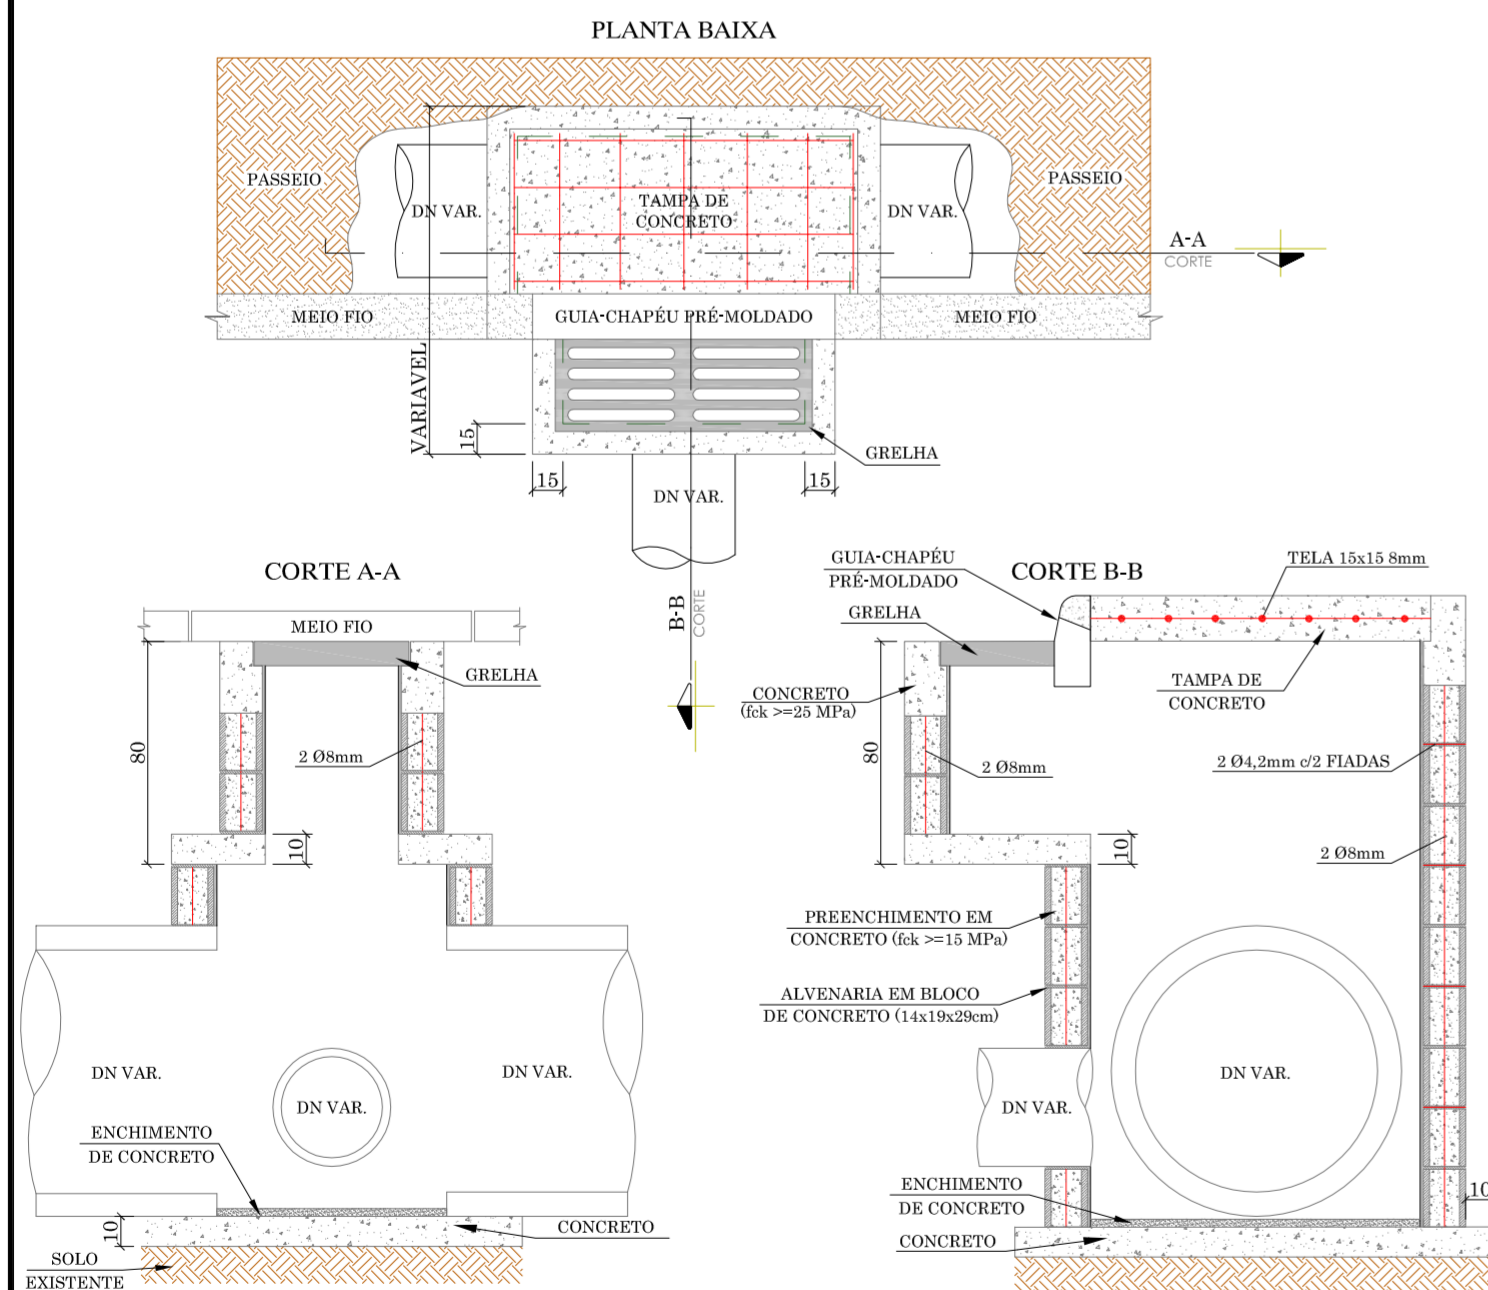 PLANTA BAIXA
PASSEIO
PASSEIO
DN VAR.
TAMPA DE
CONCRETO
DN VAR.
A-A
CORTE
MEIO FIO
GUIA-CHAPÉU PRÉ-MOLDADO
MEIO FIO
VARIAVEL
15
GRELHA
15
15
DN VAR.
B-B
CORTE
CORTE A-A
MEIO FIO
GRELHA
80
2 Ø8mm
10
DN VAR.
DN VAR.
DN VAR.
ENCHIMENTO
DE CONCRETO
10
CONCRETO
SOLO
EXISTENTE
CORTE B-B
GUIA-CHAPÉU
PRÉ-MOLDADO
GRELHA
TELA 15x15 8mm
CONCRETO
(fck >=25 MPa)
TAMPA DE
CONCRETO
80
2 Ø8mm
2 Ø4,2mm c/2 FIADAS
10
2 Ø8mm
PREENCHIMENTO EM
CONCRETO (fck >=15 MPa)
ALVENARIA EM BLOCO
DE CONCRETO (14x19x29cm)
DN VAR.
DN VAR.
ENCHIMENTO
DE CONCRETO
10
CONCRETO